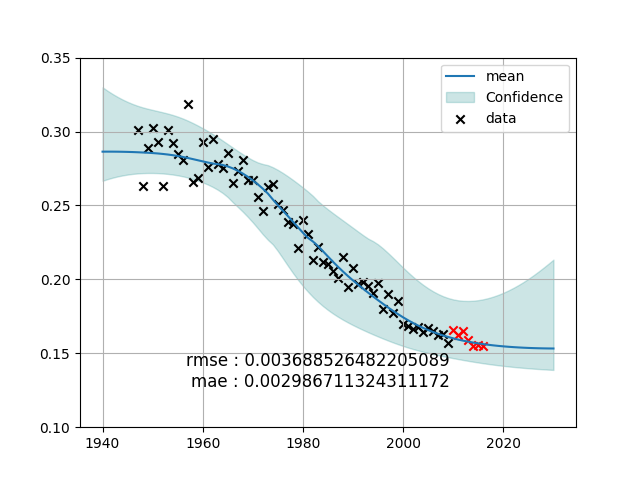 0.35
0.30
0.25
0.20
0.15
0.10
mean
Confidence
data
rmse : 0.003688526482205089
mae : 0.002986711324311172
1940 1960 1980 2000 2020